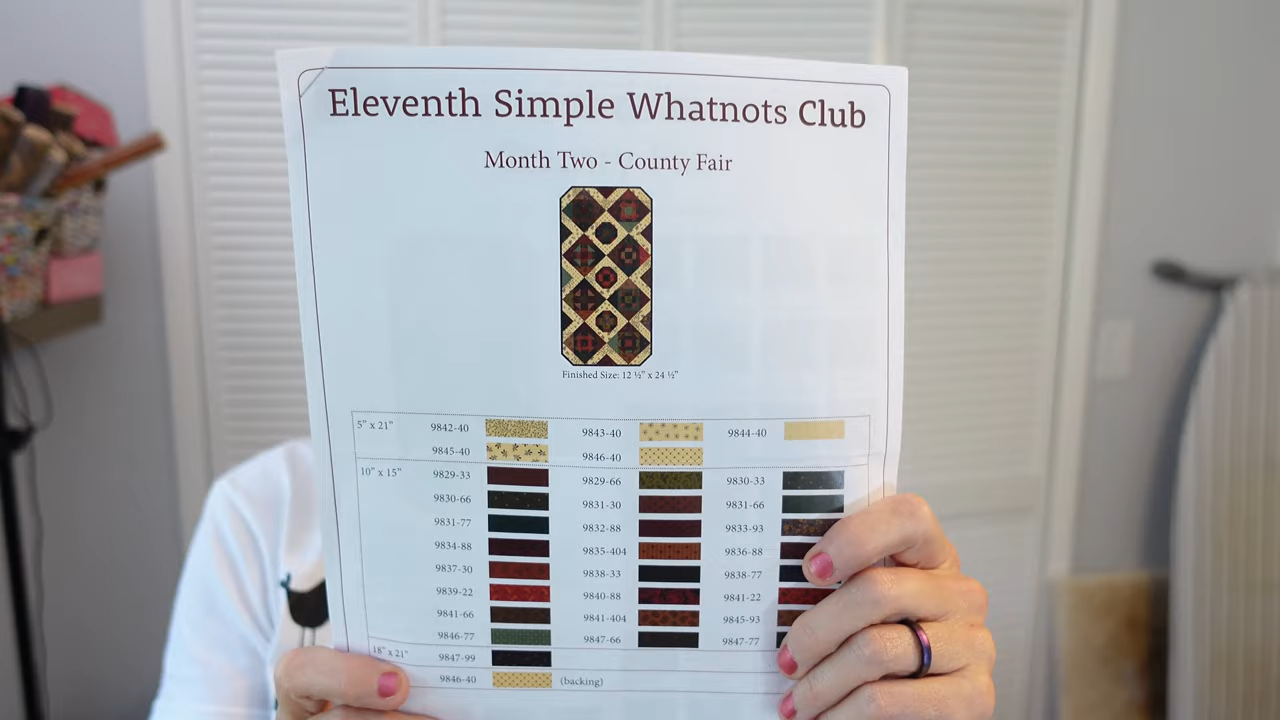 Eleventh Simple Whatnots Club
Month Two - County Fair
Finished Size: 12 ½" x 24 ½"
5" x 21" 9842-40 9843-40 9844-40
9845-40 9846-40
10" x 15" 9829-33 9829-66 9830-33
9830-66 9831-30 9831-66
9831-77 9832-88 9833-93
9834-88 9835-404 9836-88
9837-30 9838-33 9838-77
9839-22 9840-88 9841-22
9841-66 9841-404 9845-93
9846-77 9847-66 9847-77
18" x 21" 9847-99
9846-40 (backing)